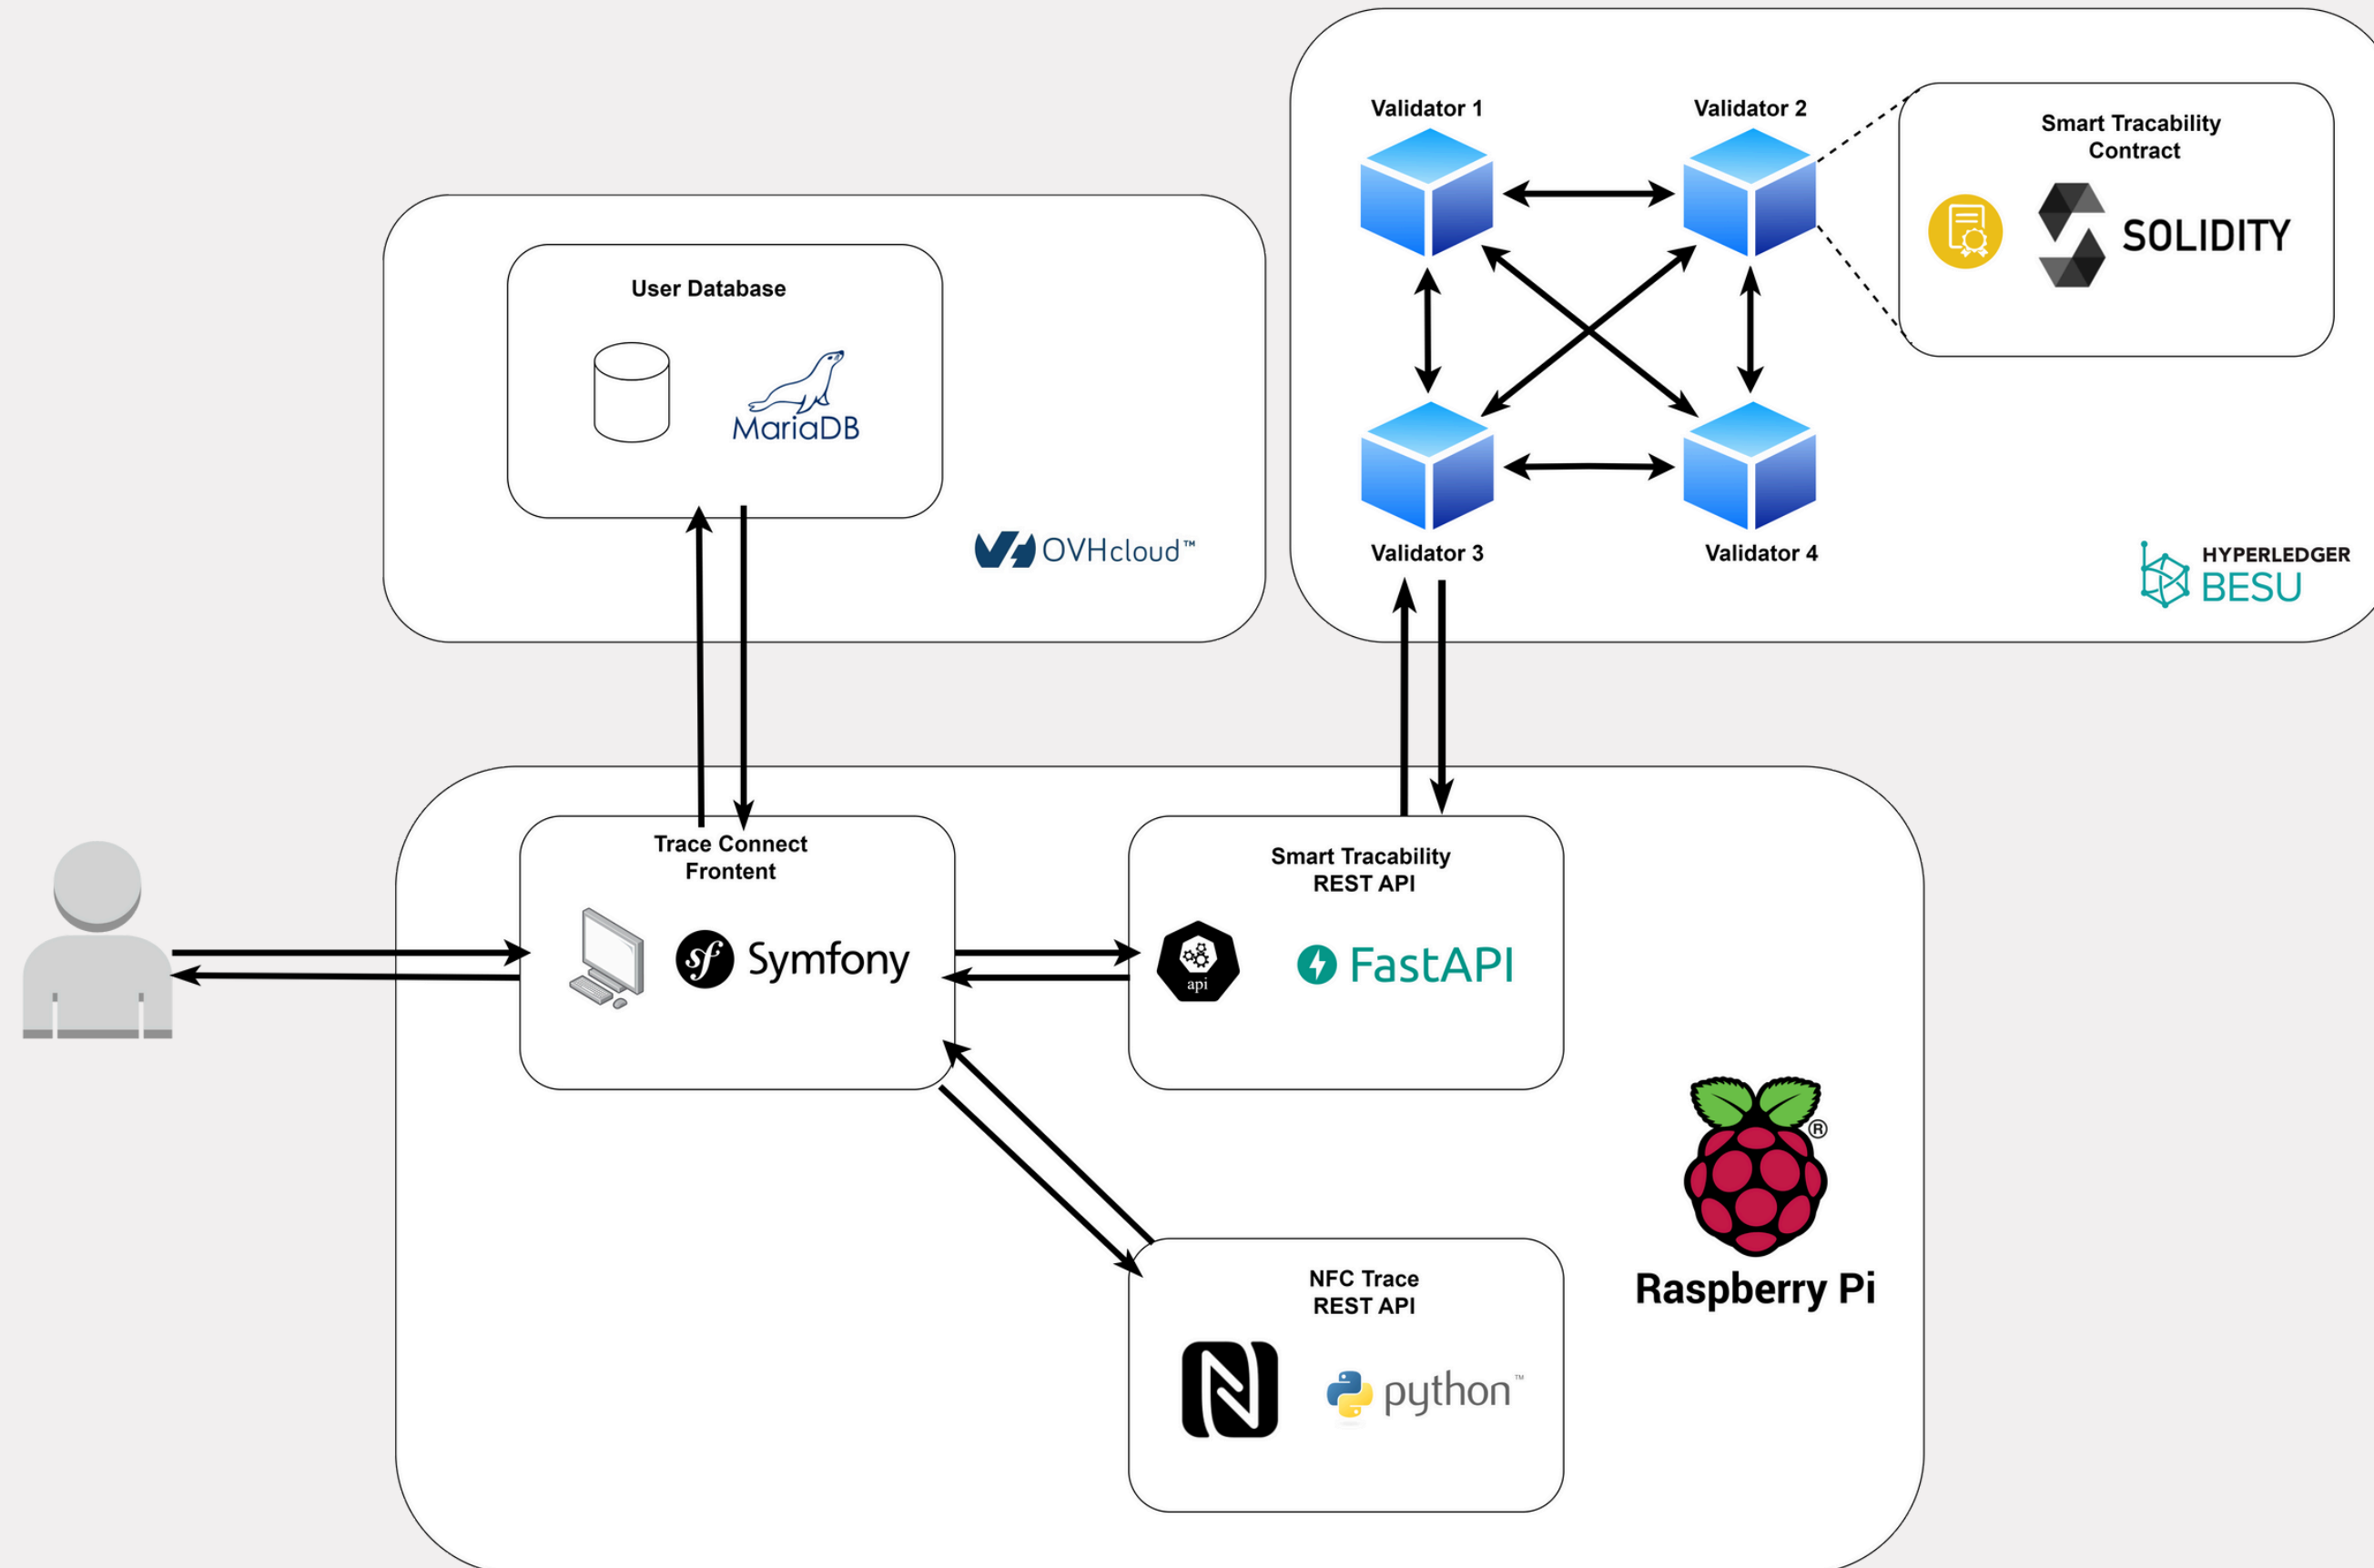 Validator 1
Validator 2
Smart Tracability
Contract
SOLIDITY
User Database
MariaDB
OVHcloud™
Validator 3
Validator 4
HYPERLEDGER
BESU
Trace Connect
Frontent
sf Symfony
Smart Tracability
REST API
api
FastAPI
NFC Trace
REST API
python™
®
Raspberry Pi